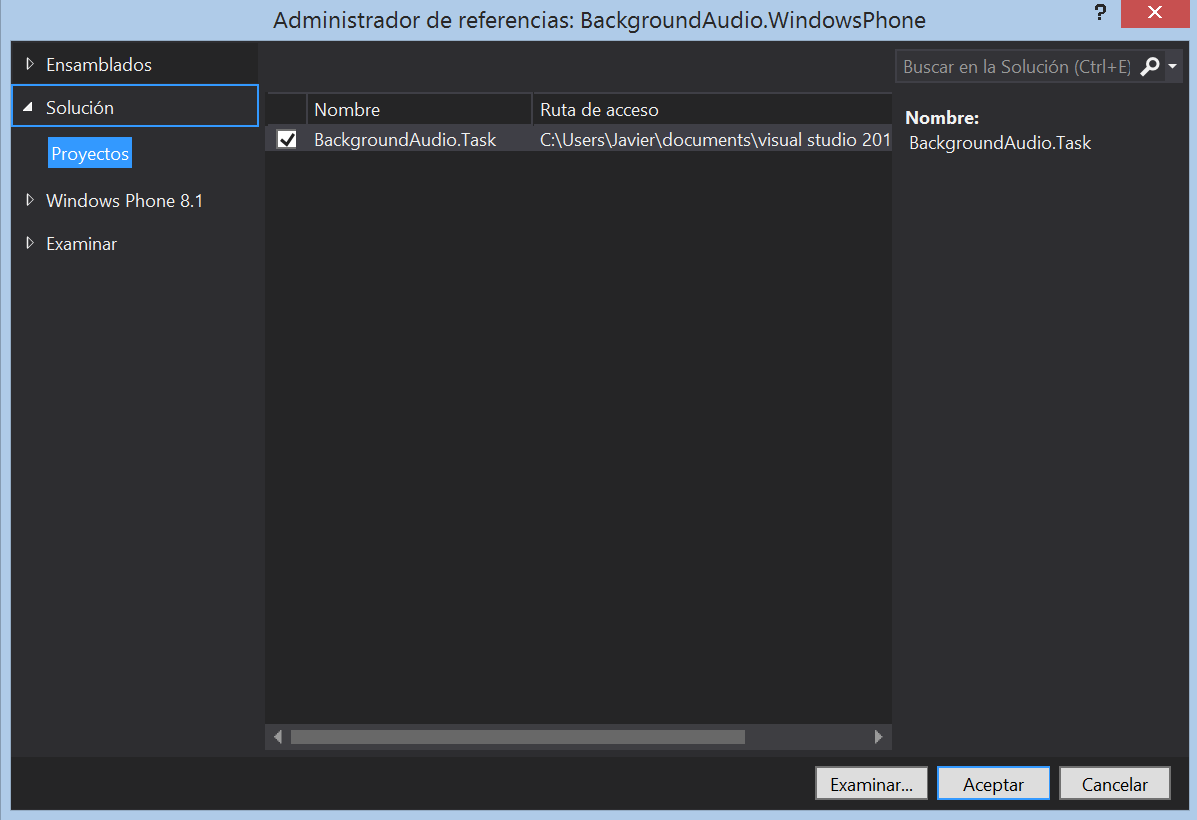 Administrador de referencias: BackgroundAudio.WindowsPhone
?
Ensamblados
Solución
Proyectos
Windows Phone 8.1
Examinar
Nombre
Ruta de acceso
BackgroundAudio.Task
C:\Users\Javier\documents\visual studio 201
Buscar en la Solución (Ctrl+E)
Nombre:
BackgroundAudio.Task
Examinar...
Aceptar
Cancelar